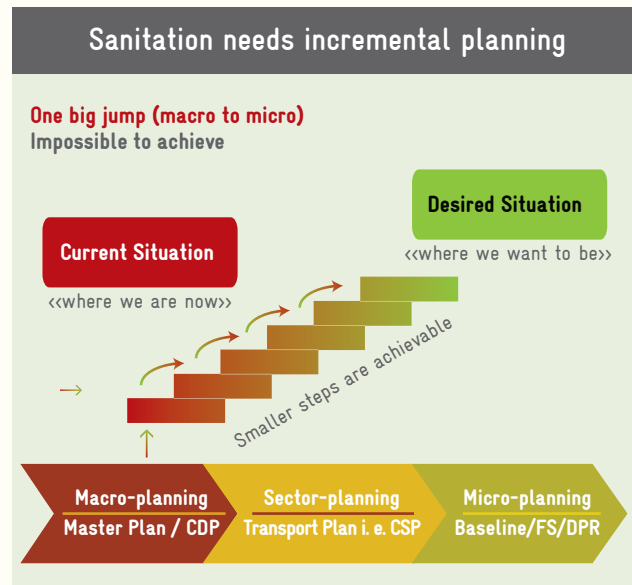 Sanitation needs incremental planning
One big jump (macro to micro)
Impossible to achieve
Desired Situation
‹‹where we want to be››
Current Situation
‹‹where we are now››
Smaller steps are achievable
Macro-planning
Master Plan / CDP
Sector-planning
Transport Plan i. e. CSP
Micro-planning
Baseline/FS/DPR